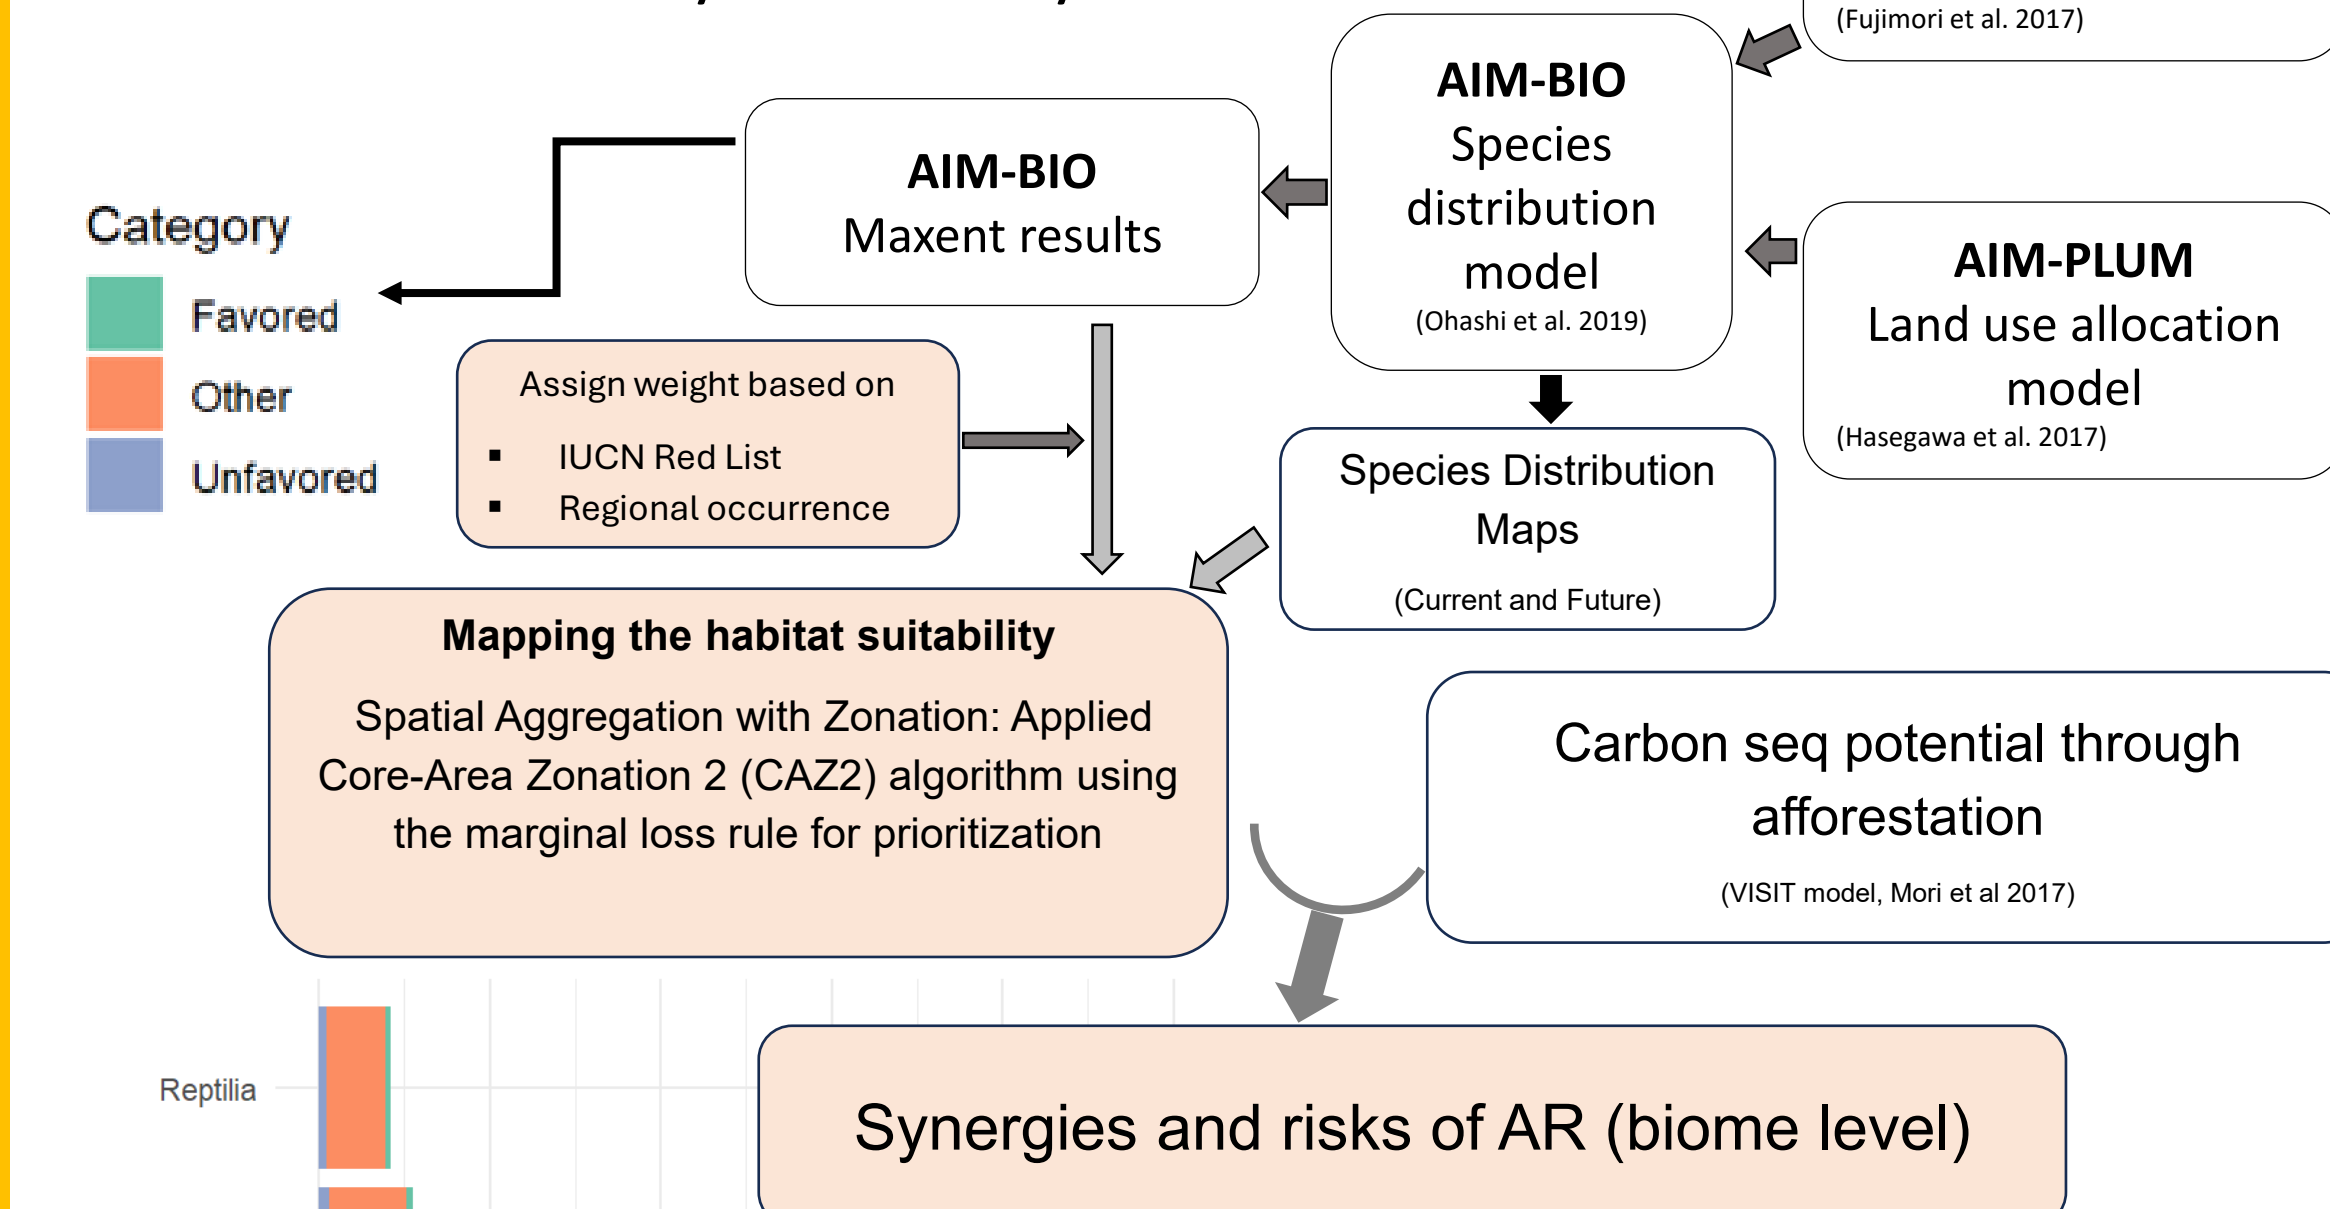 (Fujimori et al. 2017)
AIM-BIO
Species
distribution
model
(Ohashi et al. 2019)
AIM-BIO
Maxent results
Category
Favored
Other
Unfavored
AIM-PLUM
Land use allocation
model
(Hasegawa et al. 2017)
Assign weight based on
▪ IUCN Red List
▪ Regional occurrence
Species Distribution
Maps
(Current and Future)
Mapping the habitat suitability
Spatial Aggregation with Zonation: Applied
Core-Area Zonation 2 (CAZ2) algorithm using
the marginal loss rule for prioritization
Carbon seq potential through
afforestation
(VISIT model, Mori et al 2017)
Reptilia
Synergies and risks of AR (biome level)